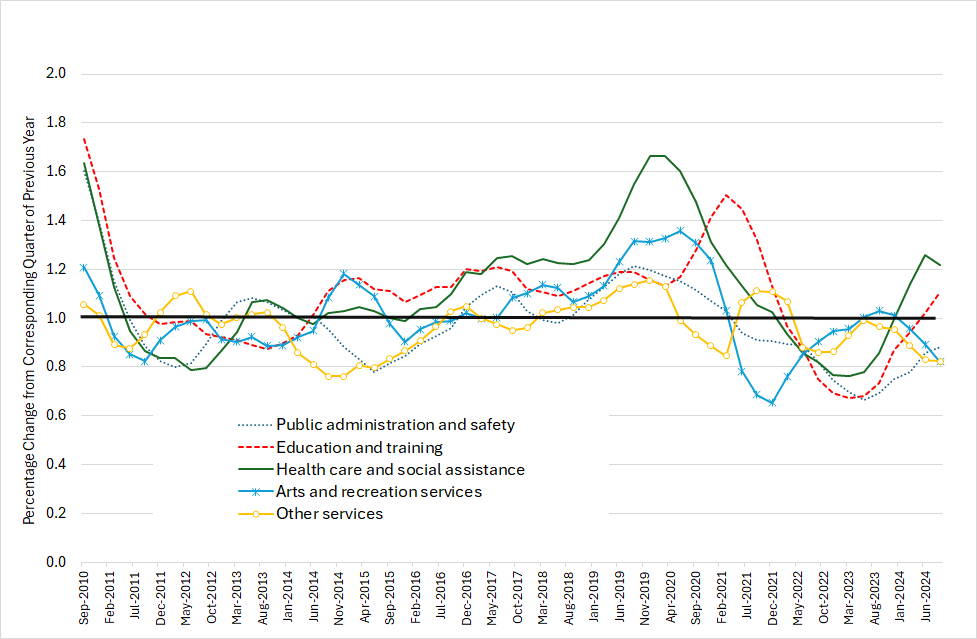 2.0
1.8
1.6
1.4
1.2
1.0
0.8
0.6
0.4
0.2
0.0
Percentage Change from Corresponding Quarter of Previous Year
Public administration and safety
Education and training
Health care and social assistance
Arts and recreation services
Other services
Sep-2010
Feb-2011
Jul-2011
Dec-2011
May-2012
Oct-2012
Mar-2013
Aug-2013
Jan-2014
Jun-2014
Nov-2014
Apr-2015
Sep-2015
Feb-2016
Jul-2016
Dec-2016
May-2017
Oct-2017
Mar-2018
Aug-2018
Jan-2019
Jun-2019
Nov-2019
Apr-2020
Sep-2020
Feb-2021
Jul-2021
Dec-2021
May-2022
Oct-2022
Mar-2023
Aug-2023
Jan-2024
Jun-2024